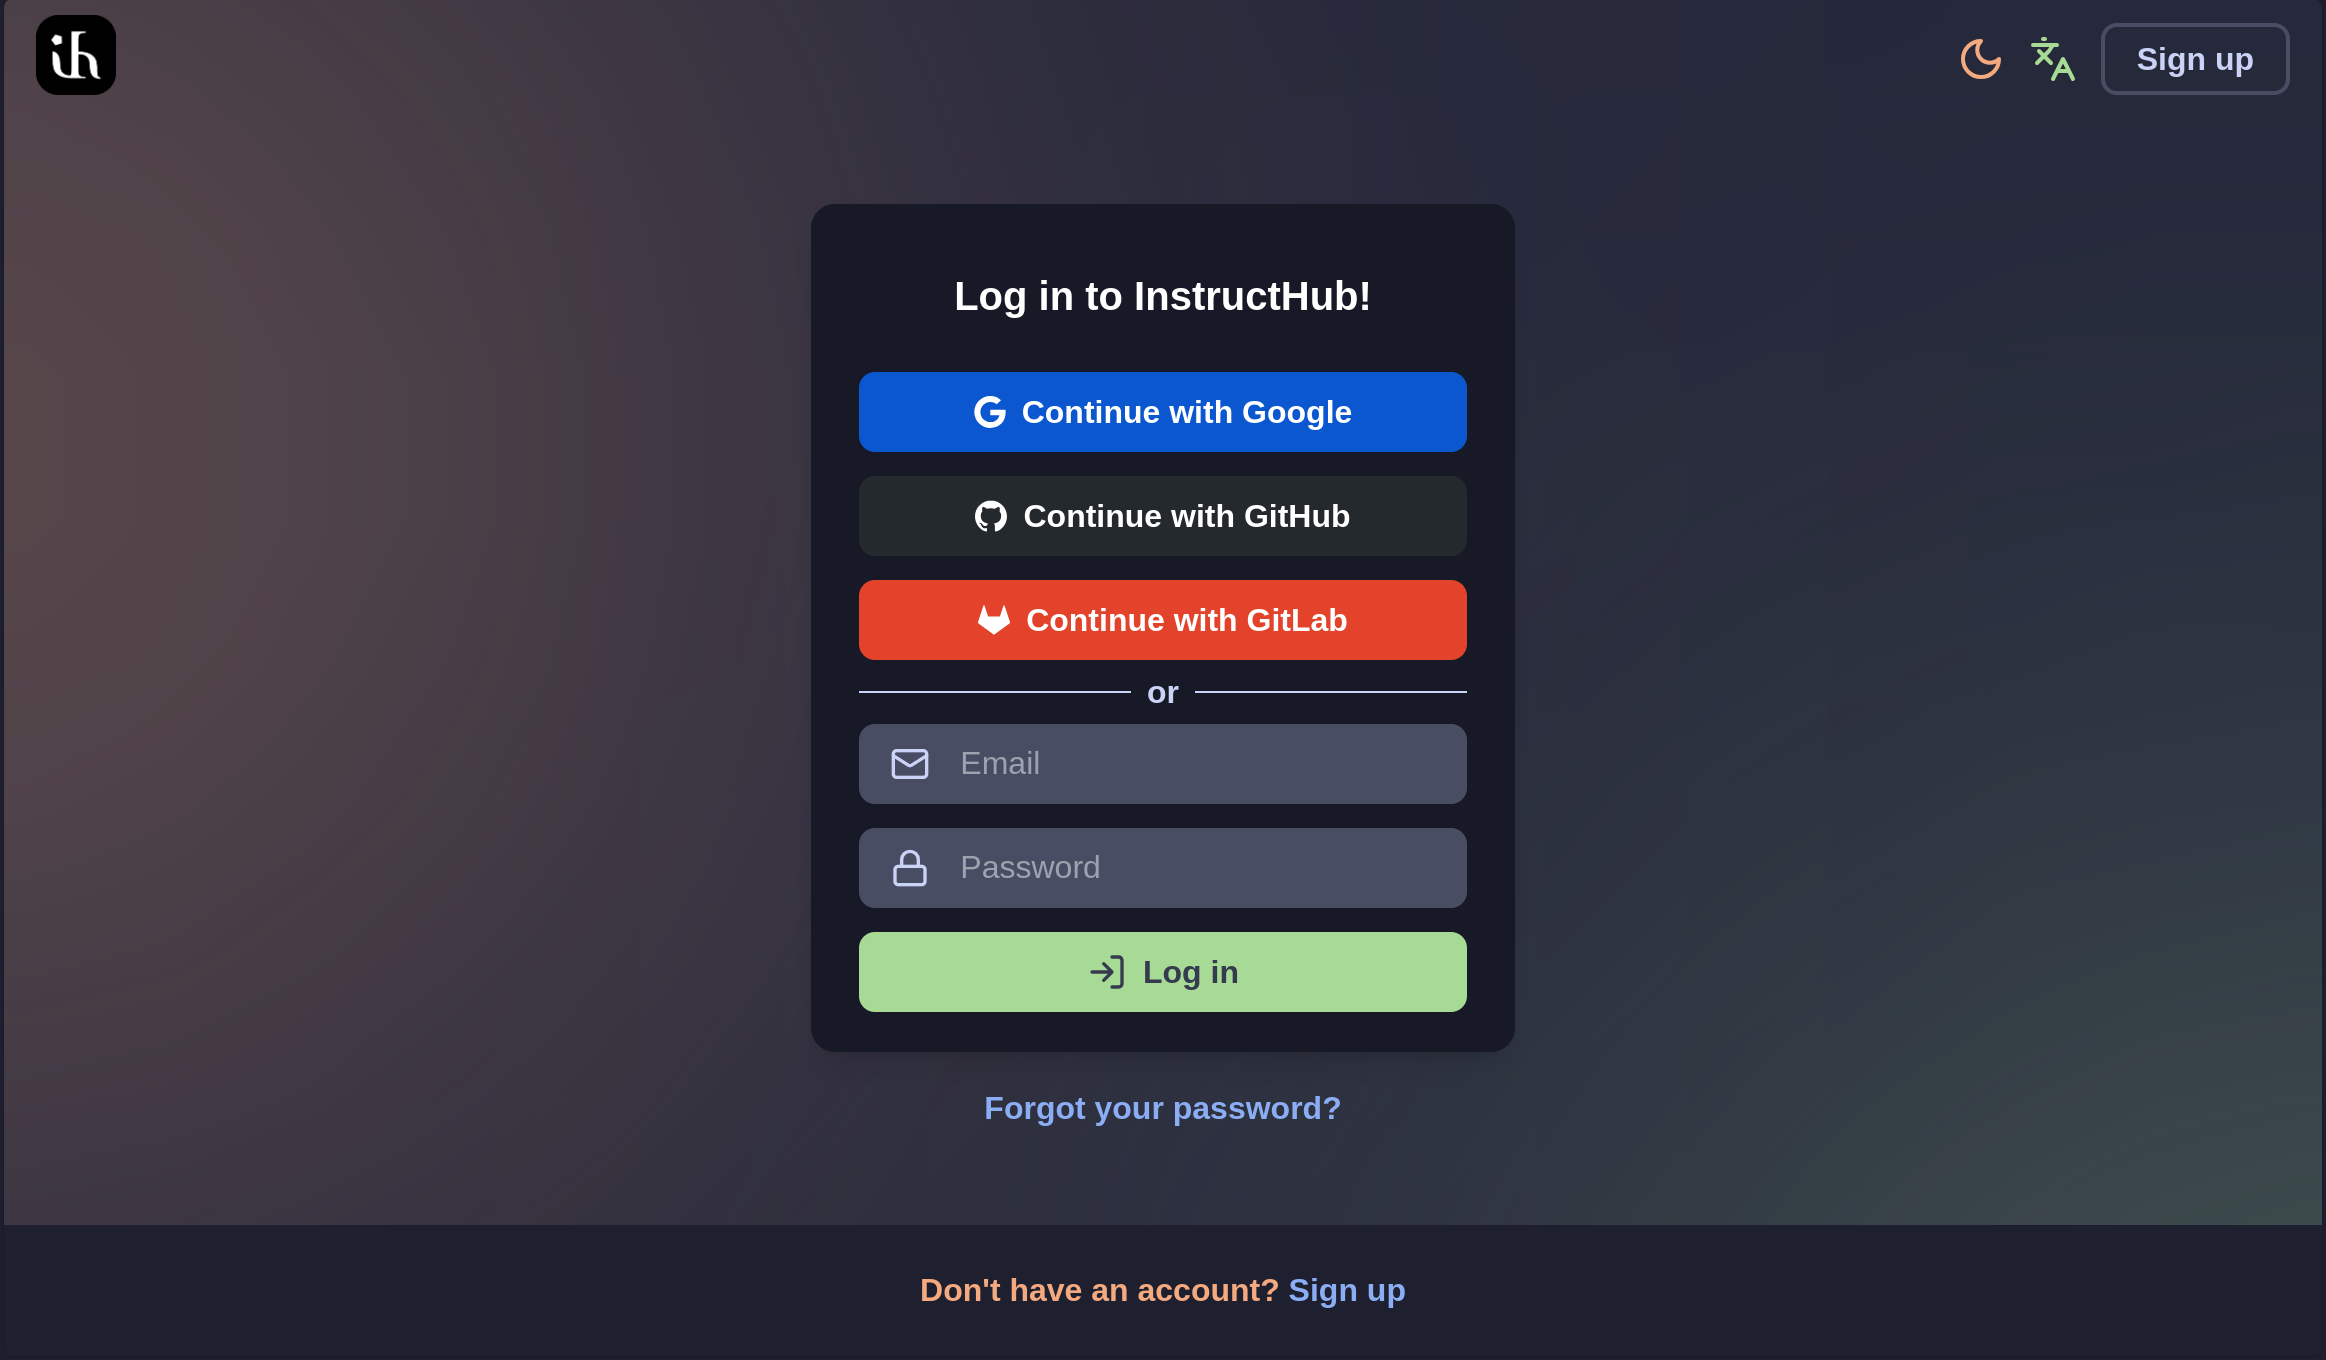 ih
Sign up
Log in to InstructHub!
Continue with Google
Continue with GitHub
Continue with GitLab
or
Email
Password
Log in
Forgot your password?
Don't have an account? Sign up